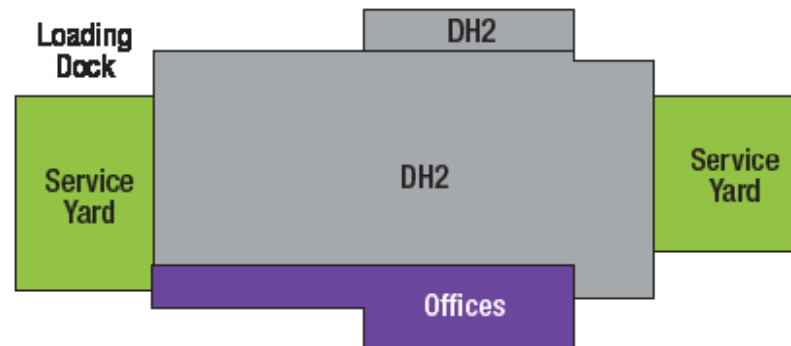 Loading
Dock
DH2
DH2
Service
Yard
Service
Yard
Offices